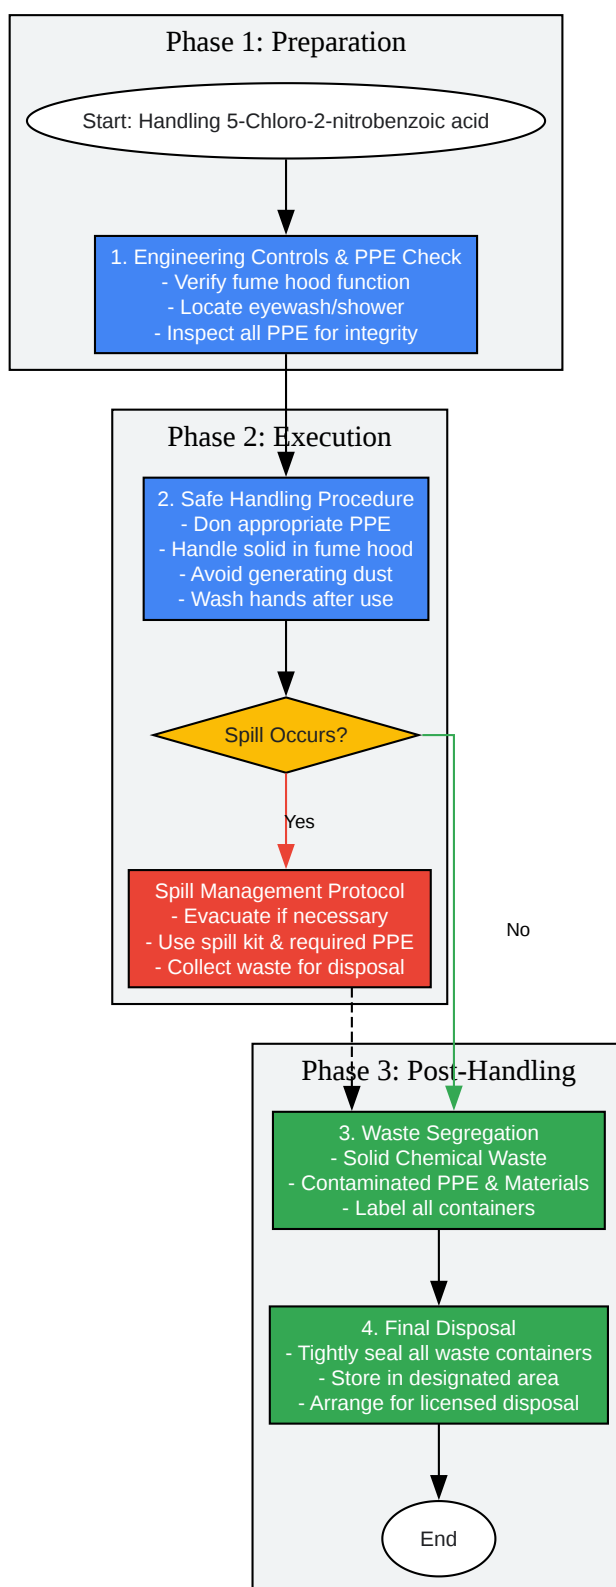 Phase 1: Preparation
Start: Handling 5-Chloro-2-nitrobenzoic acid
1. Engineering Controls & PPE Check
- Verify fume hood function
- Locate eyewash/shower
- Inspect all PPE for integrity
Phase 2: Execution
2. Safe Handling Procedure
- Don appropriate PPE
- Handle solid in fume hood
- Avoid generating dust
- Wash hands after use
Spill Occurs?
Yes
Spill Management Protocol
- Evacuate if necessary
- Use spill kit & required PPE
- Collect waste for disposal
No
Phase 3: Post-Handling
3. Waste Segregation
- Solid Chemical Waste
- Contaminated PPE & Materials
- Label all containers
4. Final Disposal
- Tightly seal all waste containers
- Store in designated area
- Arrange for licensed disposal
End